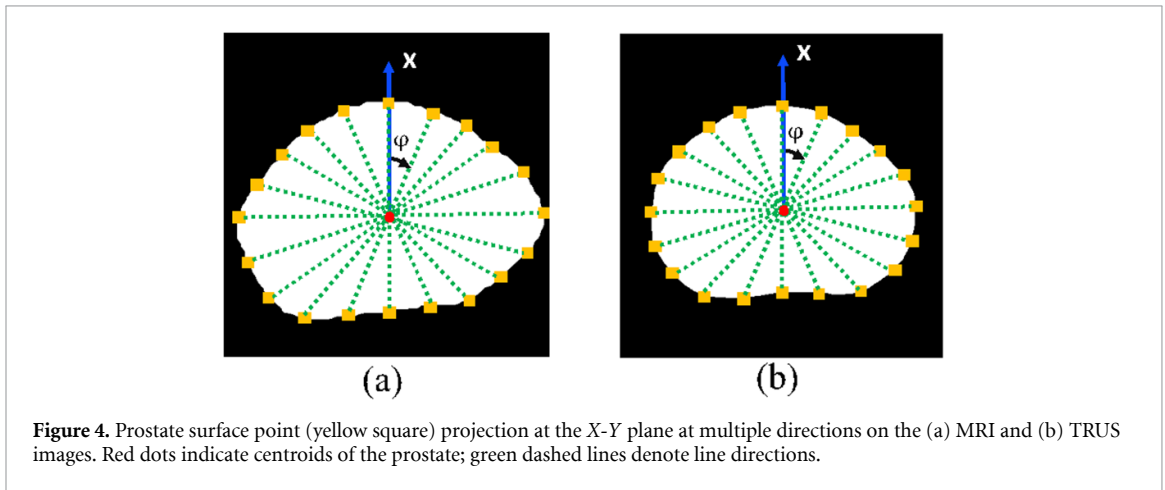 X
φ
(a)
X
φ
(b)
Figure 4. Prostate surface point (yellow square) projection at the X-Y plane at multiple directions on the (a) MRI and (b) TRUS
images. Red dots indicate centroids of the prostate; green dashed lines denote line directions.